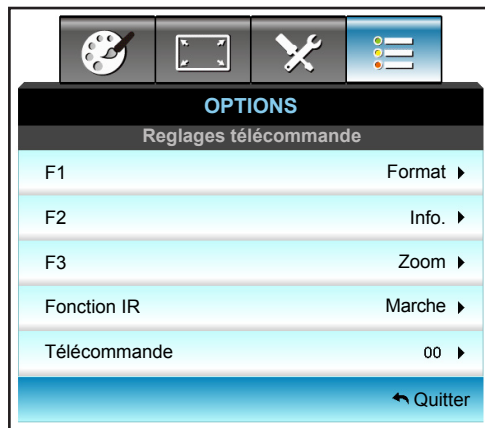 OPTIONS
Reglages télécommande
F1 Format
F2 Info.
F3 Zoom
Fonction IR Marche
Télécommande 00
Quitter